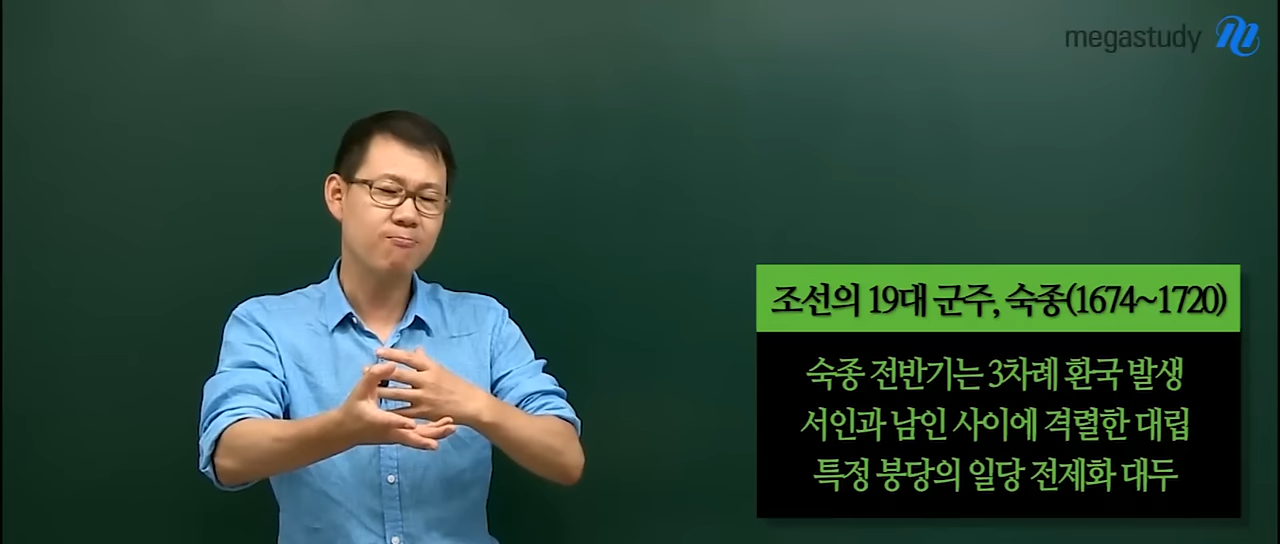 megastudy
조선의 19대 군주, 숙종(1674~1720)
숙종 전반기는 3차례 환국 발생
서인과 남인 사이에 격렬한 대립
특정 붕당의 일당 전제화 대두